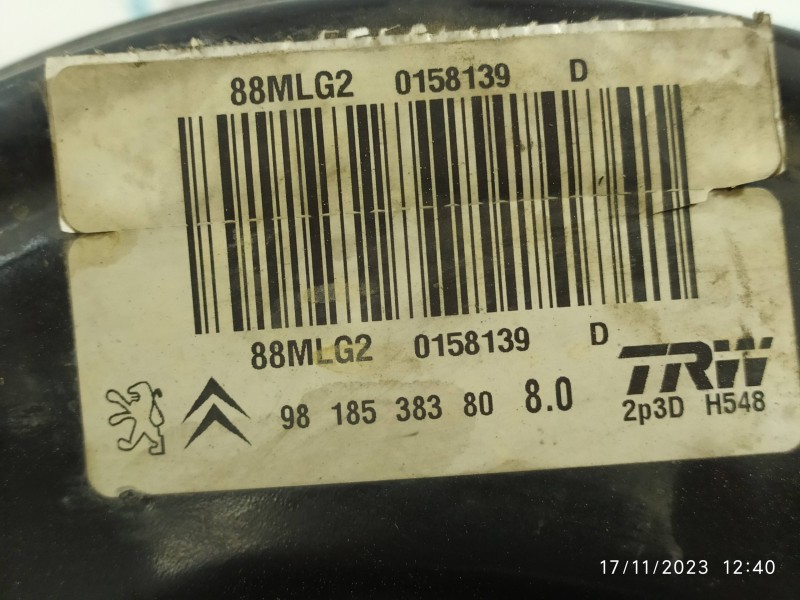 88MLG2 0158139 D
88MLG2 0158139 D
TRW
98 185 383 80 8.0
2p3D H548
17/11/2023 12:40